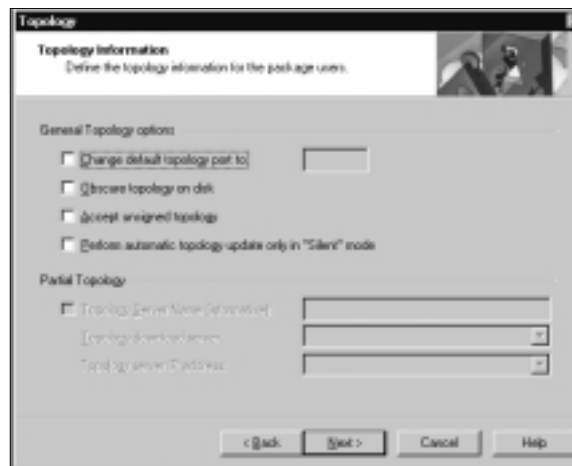 Topology
Topology Information
Define the topology information for the package users.
General Topology options
Change default topology port to:
Obscure topology on disk
Accept unsigned topology
Perform automatic topology update only in "Silent" mode
Partial Topology
Topology Server Name
Topology download server
Topology server IP address
< Back
Next >
Cancel
Help